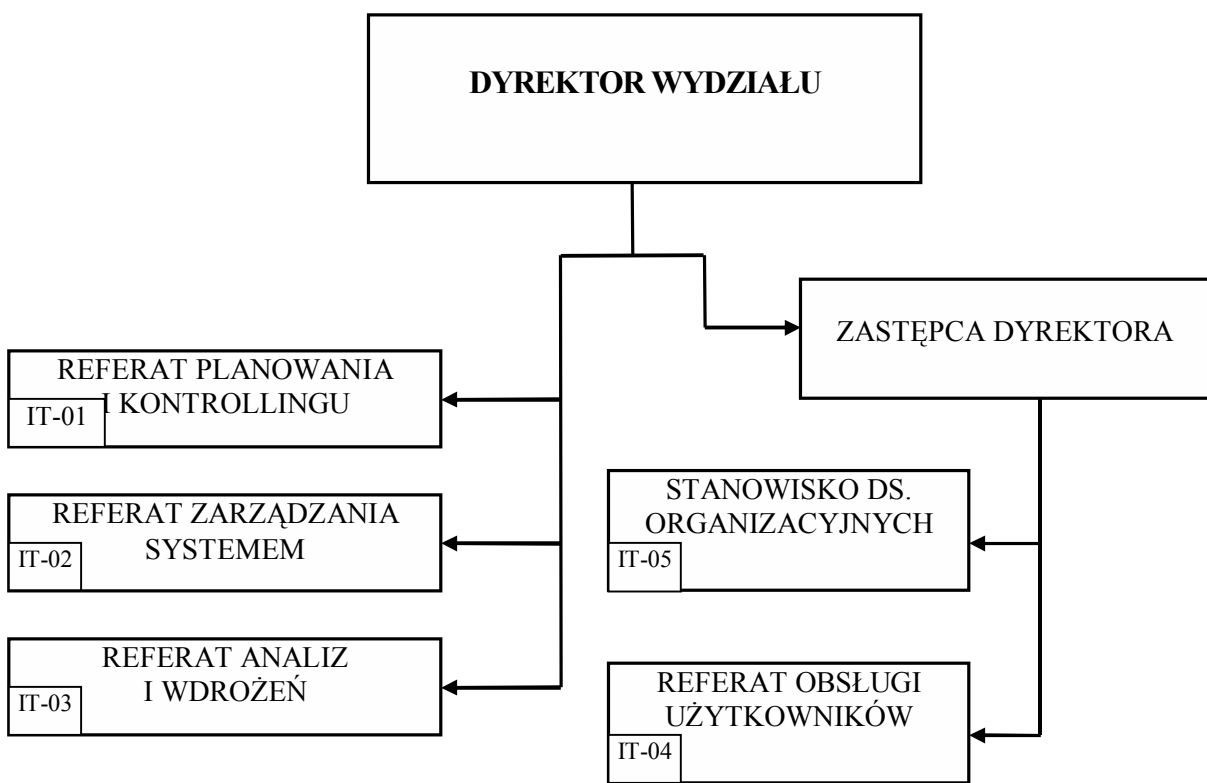 DYREKTOR WYDZIAŁU
ZASTĘPCA DYREKTORA
REFERAT PLANOWANIA
I KONTROLLINGU
IT-01
REFERAT ZARZĄDZANIA
SYSTEMEM
IT-02
REFERAT ANALIZ
I WDROŻEŃ
IT-03
STANOWISKO DS.
ORGANIZACYJNYCH
IT-05
REFERAT OBSŁUGI
UŻYTKOWNIKÓW
IT-04